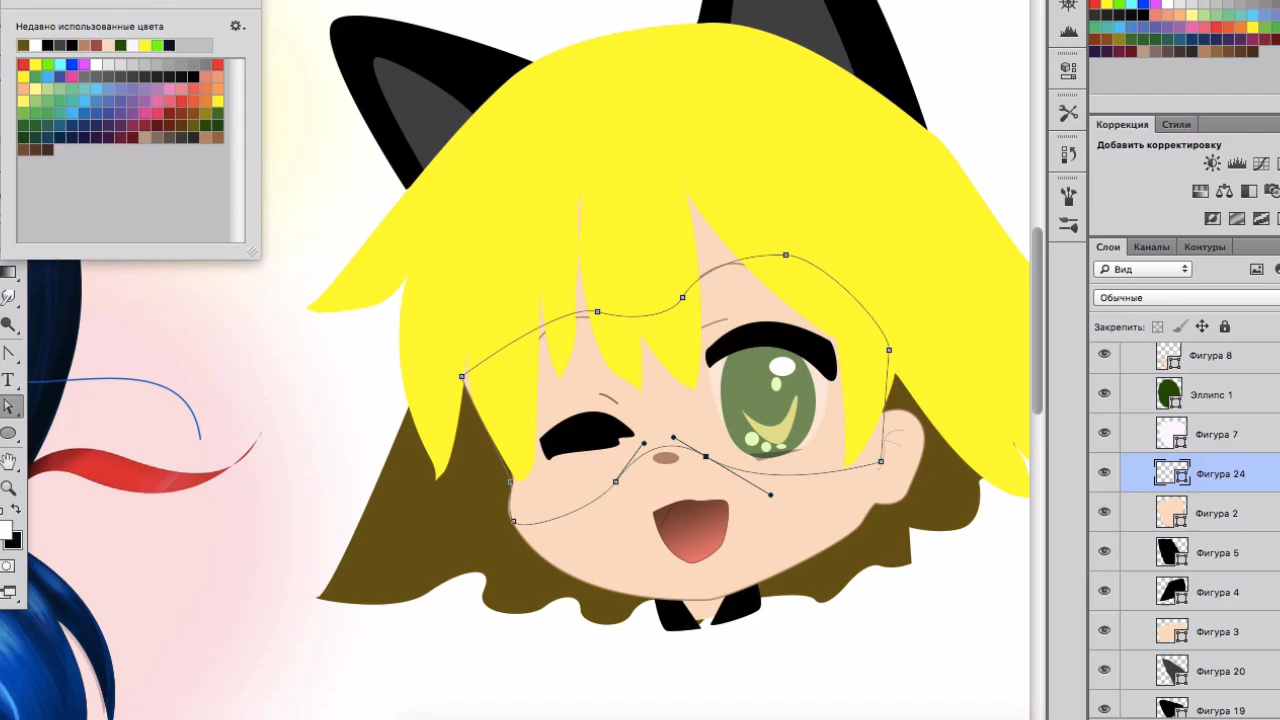 Недавно использованные цвета
Коррекция Стили
Добавить корректировку
Слои Каналы Контуры
Вид
Обычные
Закрепить:
Фигура 8
Эллипс 1
Фигура 7
Фигура 24
Фигура 2
Фигура 5
Фигура 4
Фигура 3
Фигура 20
Фигура 19